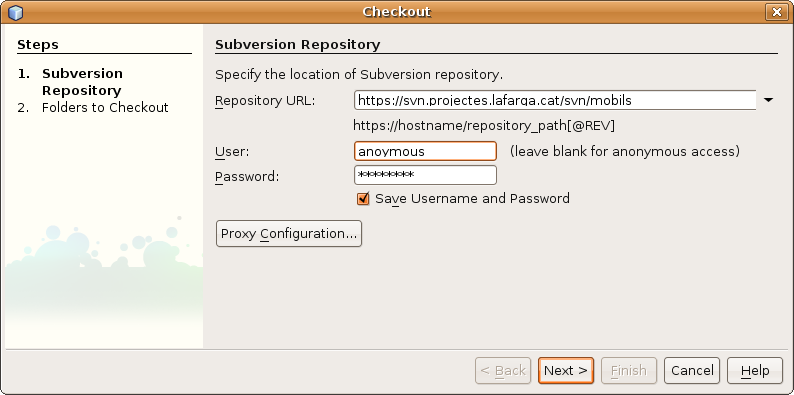 Checkout
Steps
1. Subversion
Repository
2. Folders to Checkout
Subversion Repository
Specify the location of Subversion repository.
Repository URL: https://svn.projectes.lafarga.cat/svn/mobils
https://hostname/repository_path[@REV]
User: anoymous (leave blank for anonymous access)
Password: ********
Save Username and Password
Proxy Configuration...
< Back Next > Finish Cancel Help